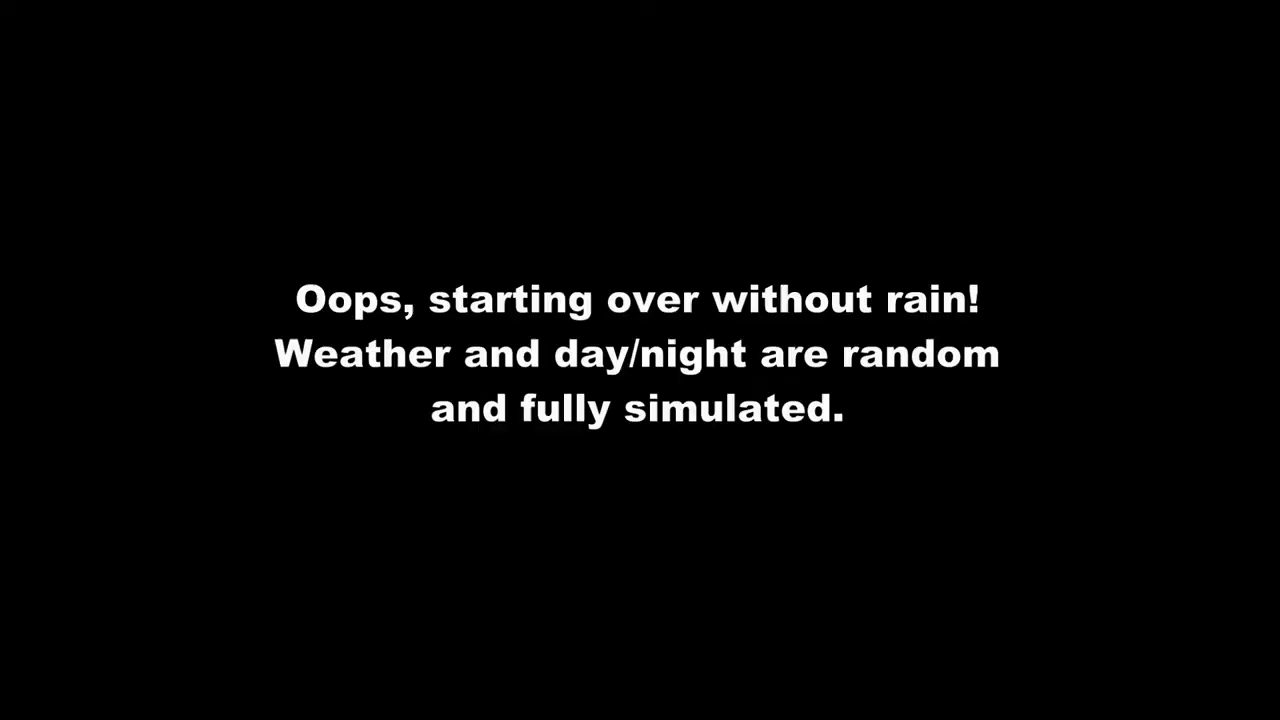 Oops, starting over without rain!
Weather and day/night are random
and fully simulated.